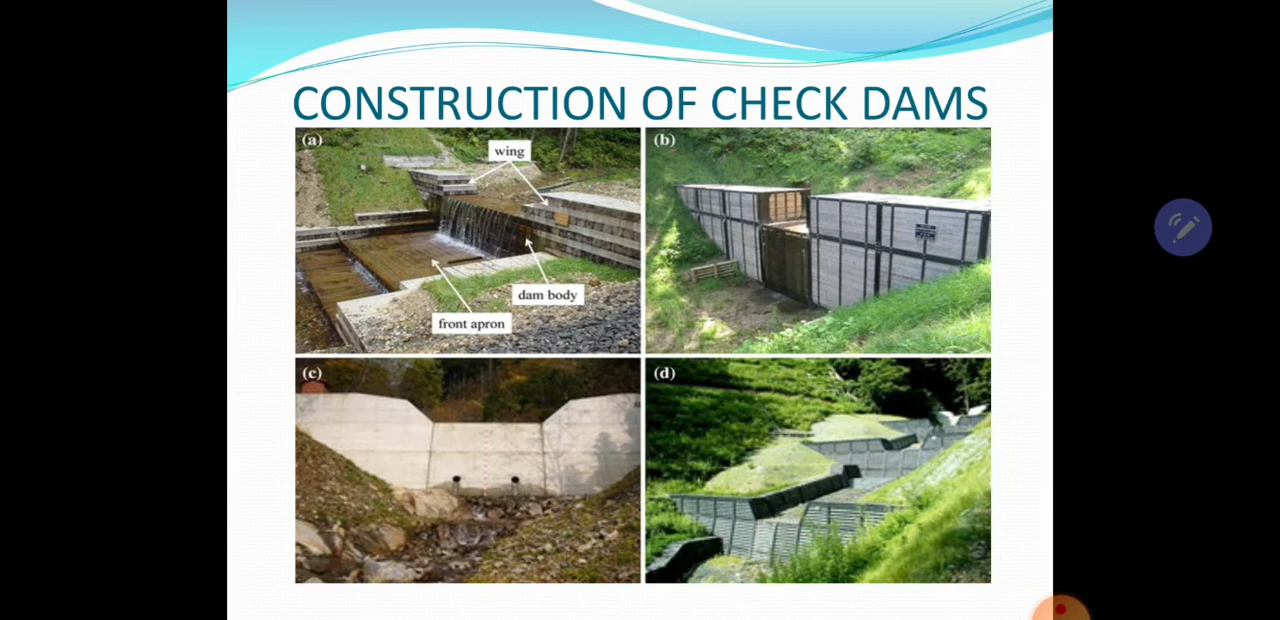 CONSTRUCTION OF CHECK DAMS
(a)
wing
dam body
front apron
(b)
(c)
(d)